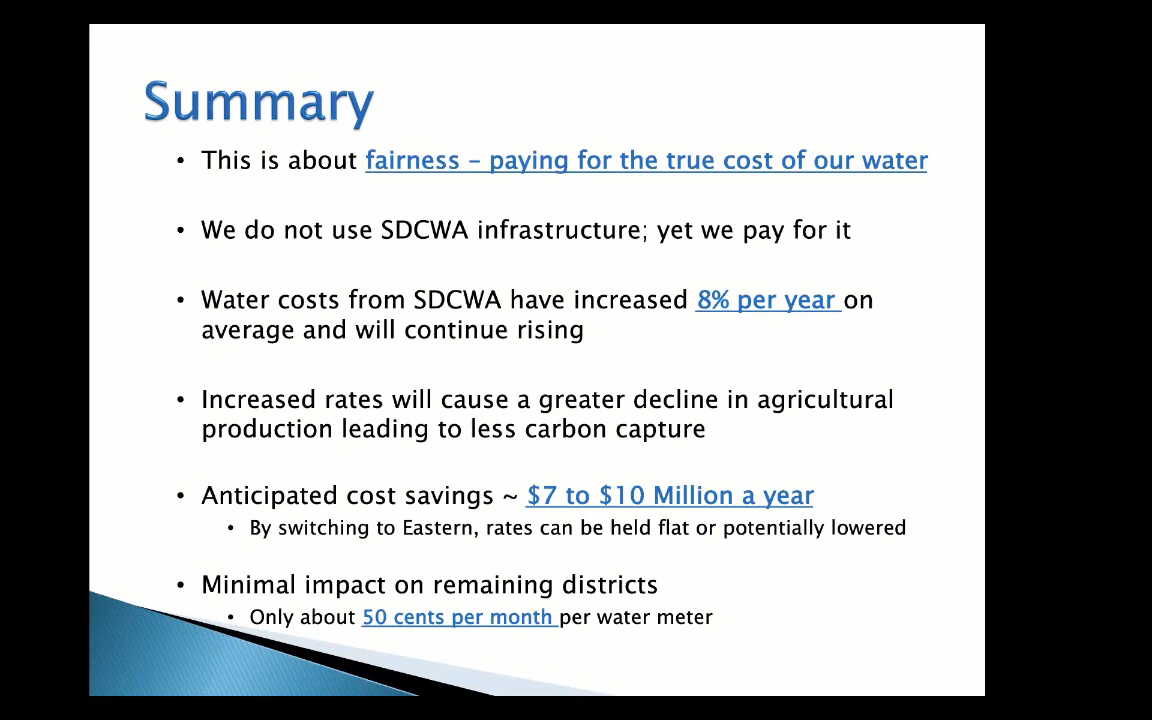 Summary
• This is about fairness – paying for the true cost of our water
• We do not use SDCWA infrastructure; yet we pay for it
• Water costs from SDCWA have increased 8% per year on
average and will continue rising
• Increased rates will cause a greater decline in agricultural
production leading to less carbon capture
• Anticipated cost savings ~ $7 to $10 Million a year
• By switching to Eastern, rates can be held flat or potentially lowered
• Minimal impact on remaining districts
• Only about 50 cents per month per water meter